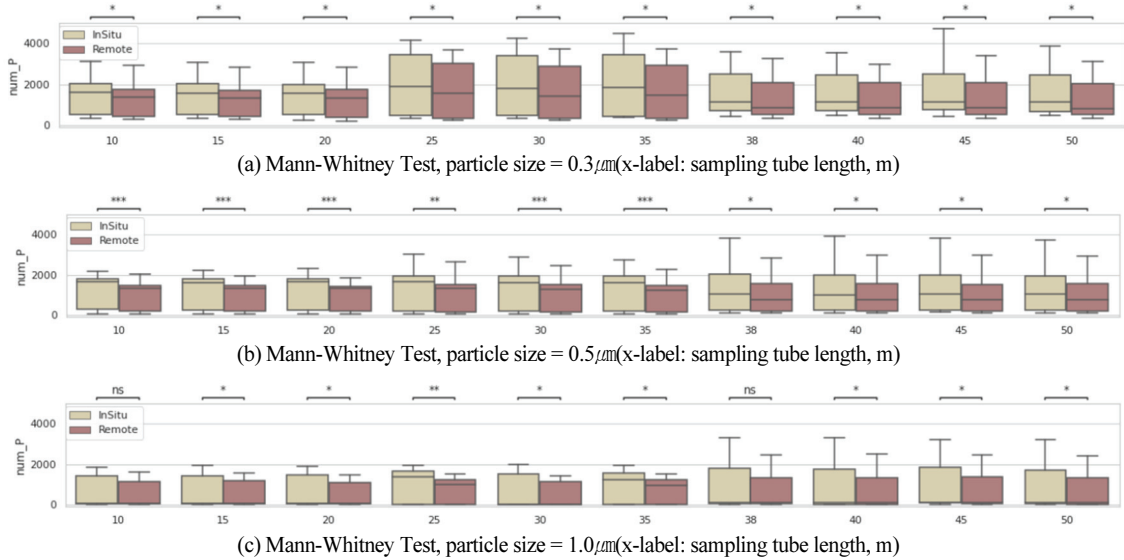 * * * * * * * * * *
4000
2000
0
num_P
InSitu
Remote
10 15 20 25 30 35 38 40 45 50
(a) Mann-Whitney Test, particle size = 0.3㎛(x-label: sampling tube length, m)
*** *** *** ** *** *** * * * *
4000
2000
0
num_P
InSitu
Remote
10 15 20 25 30 35 38 40 45 50
(b) Mann-Whitney Test, particle size = 0.5㎛(x-label: sampling tube length, m)
ns * * ** * * ns * * *
4000
2000
0
num_P
InSitu
Remote
10 15 20 25 30 35 38 40 45 50
(c) Mann-Whitney Test, particle size = 1.0㎛(x-label: sampling tube length, m)